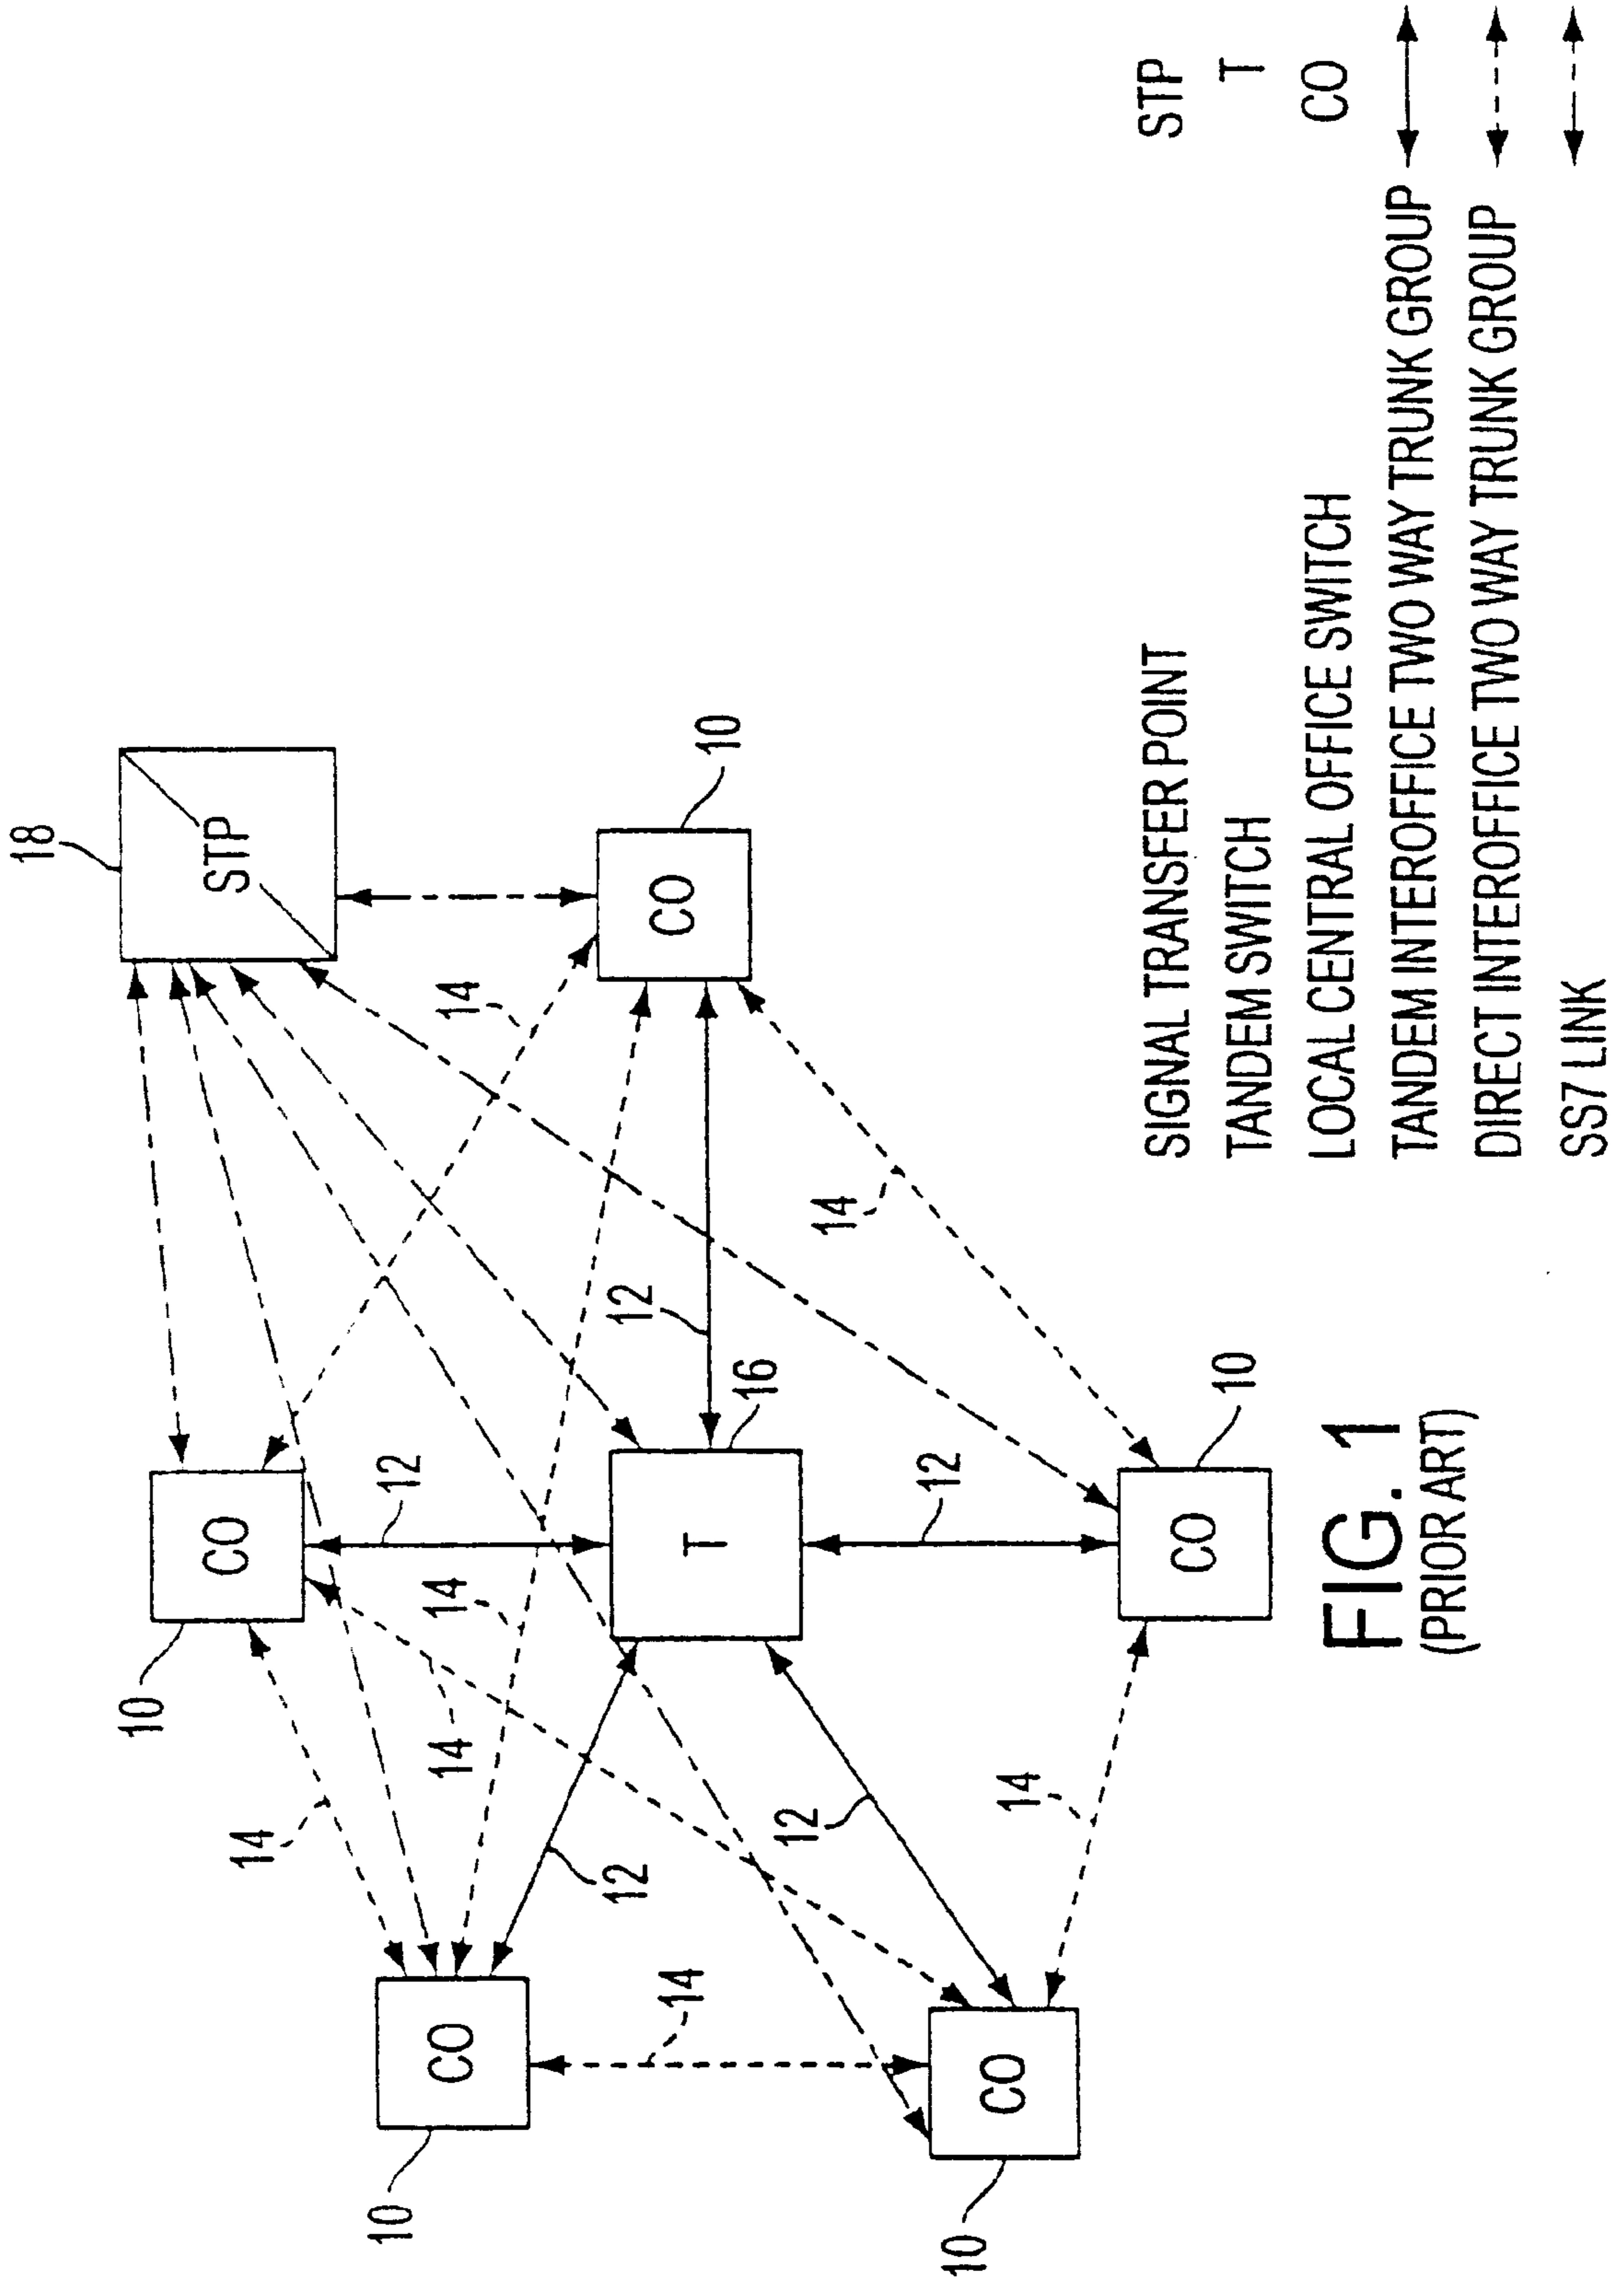 18
10
CO
STP
14
10
12
CO
14
14
14
12
12
14
CO
10
T
16
12
14
12
10
CO
14
CO
10
SIGNAL TRANSFER POINT STP
TANDEM SWITCH T
LOCAL CENTRAL OFFICE SWITCH CO
TANDEM INTEROFFICE TWO WAY TRUNK GROUP
DIRECT INTEROFFICE TWO WAY TRUNK GROUP
SS7 LINK
FIG. 1
(PRIOR ART)